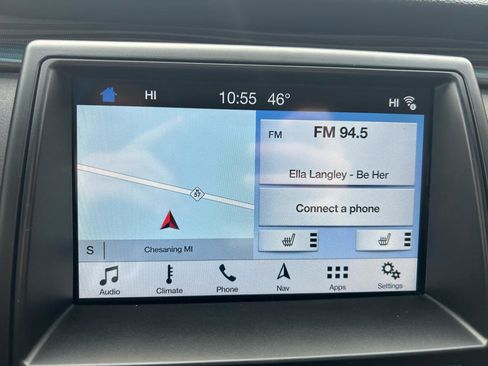 HI 10:55 46° HI
57
S Chesaning MI
FM FM 94.5
Ella Langley - Be Her
Connect a phone
Audio Climate Phone Nav Apps Settings